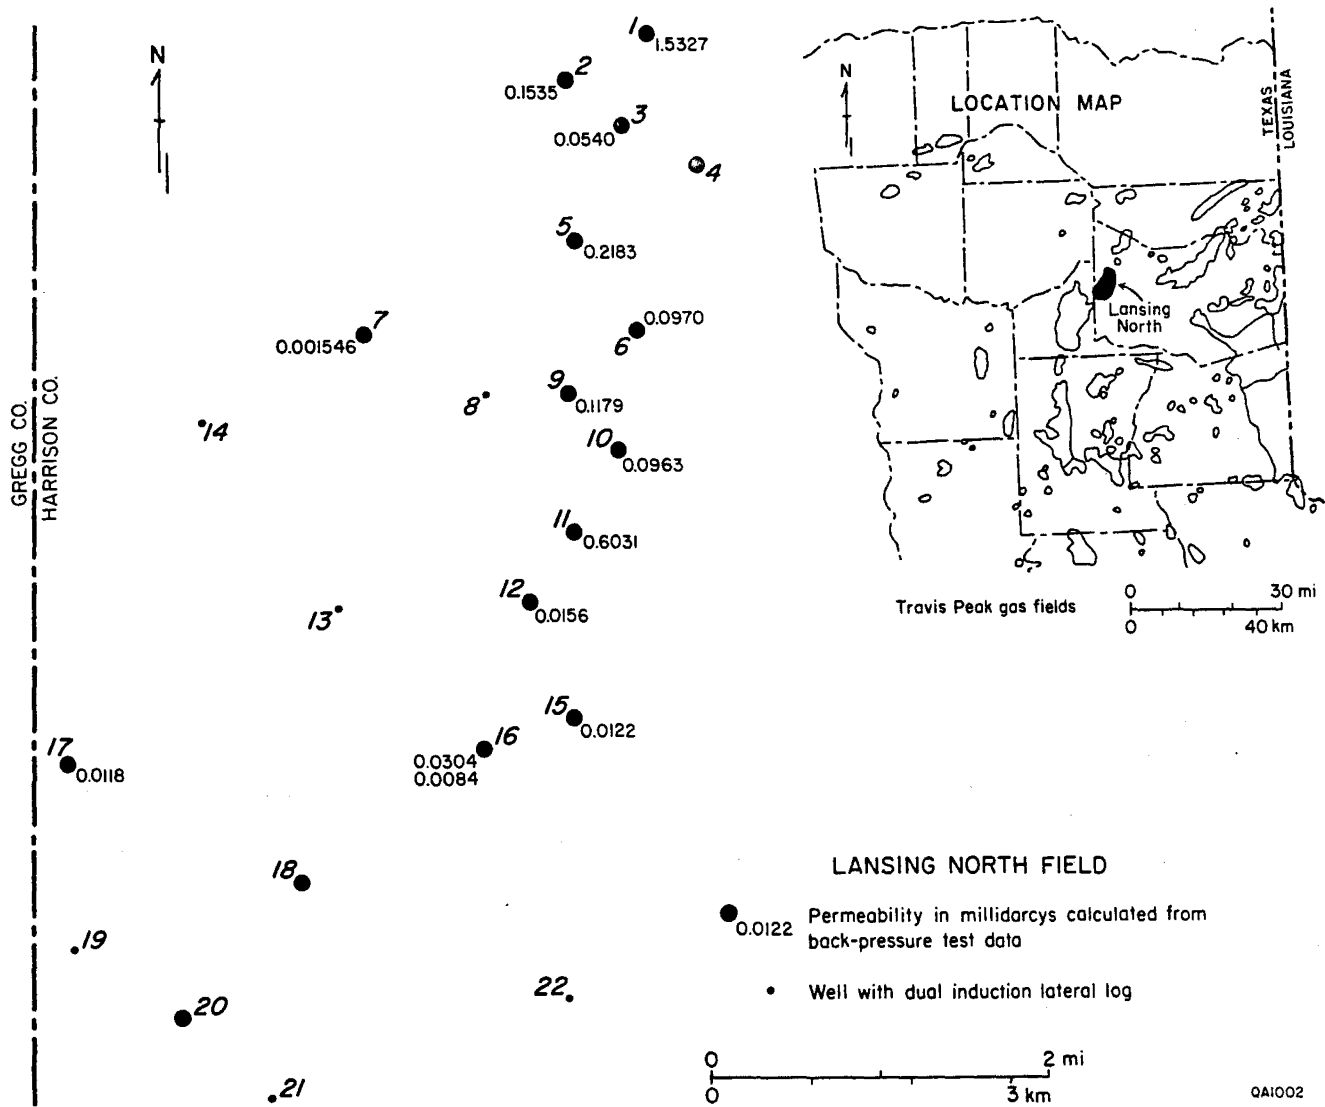 N
1
1.5327
2
0.1535
3
0.0540
4
5
0.2183
7
0.001546
0.0970
6
9
8
0.1179
14
10
0.0963
GREGG CO.
HARRISON CO.
11
0.6031
12
0.0156
13
15
0.0122
16
0.0304
0.0084
17
0.0118
18
19
20
22
21
N
LOCATION MAP
TEXAS
LOUISIANA
Lansing
North
Travis Peak gas fields
0 30 mi
0 40 km
LANSING NORTH FIELD
0.0122
Permeability in millidarcys calculated from
back-pressure test data
Well with dual induction lateral log
0 2 mi
0 3 km
QA1002